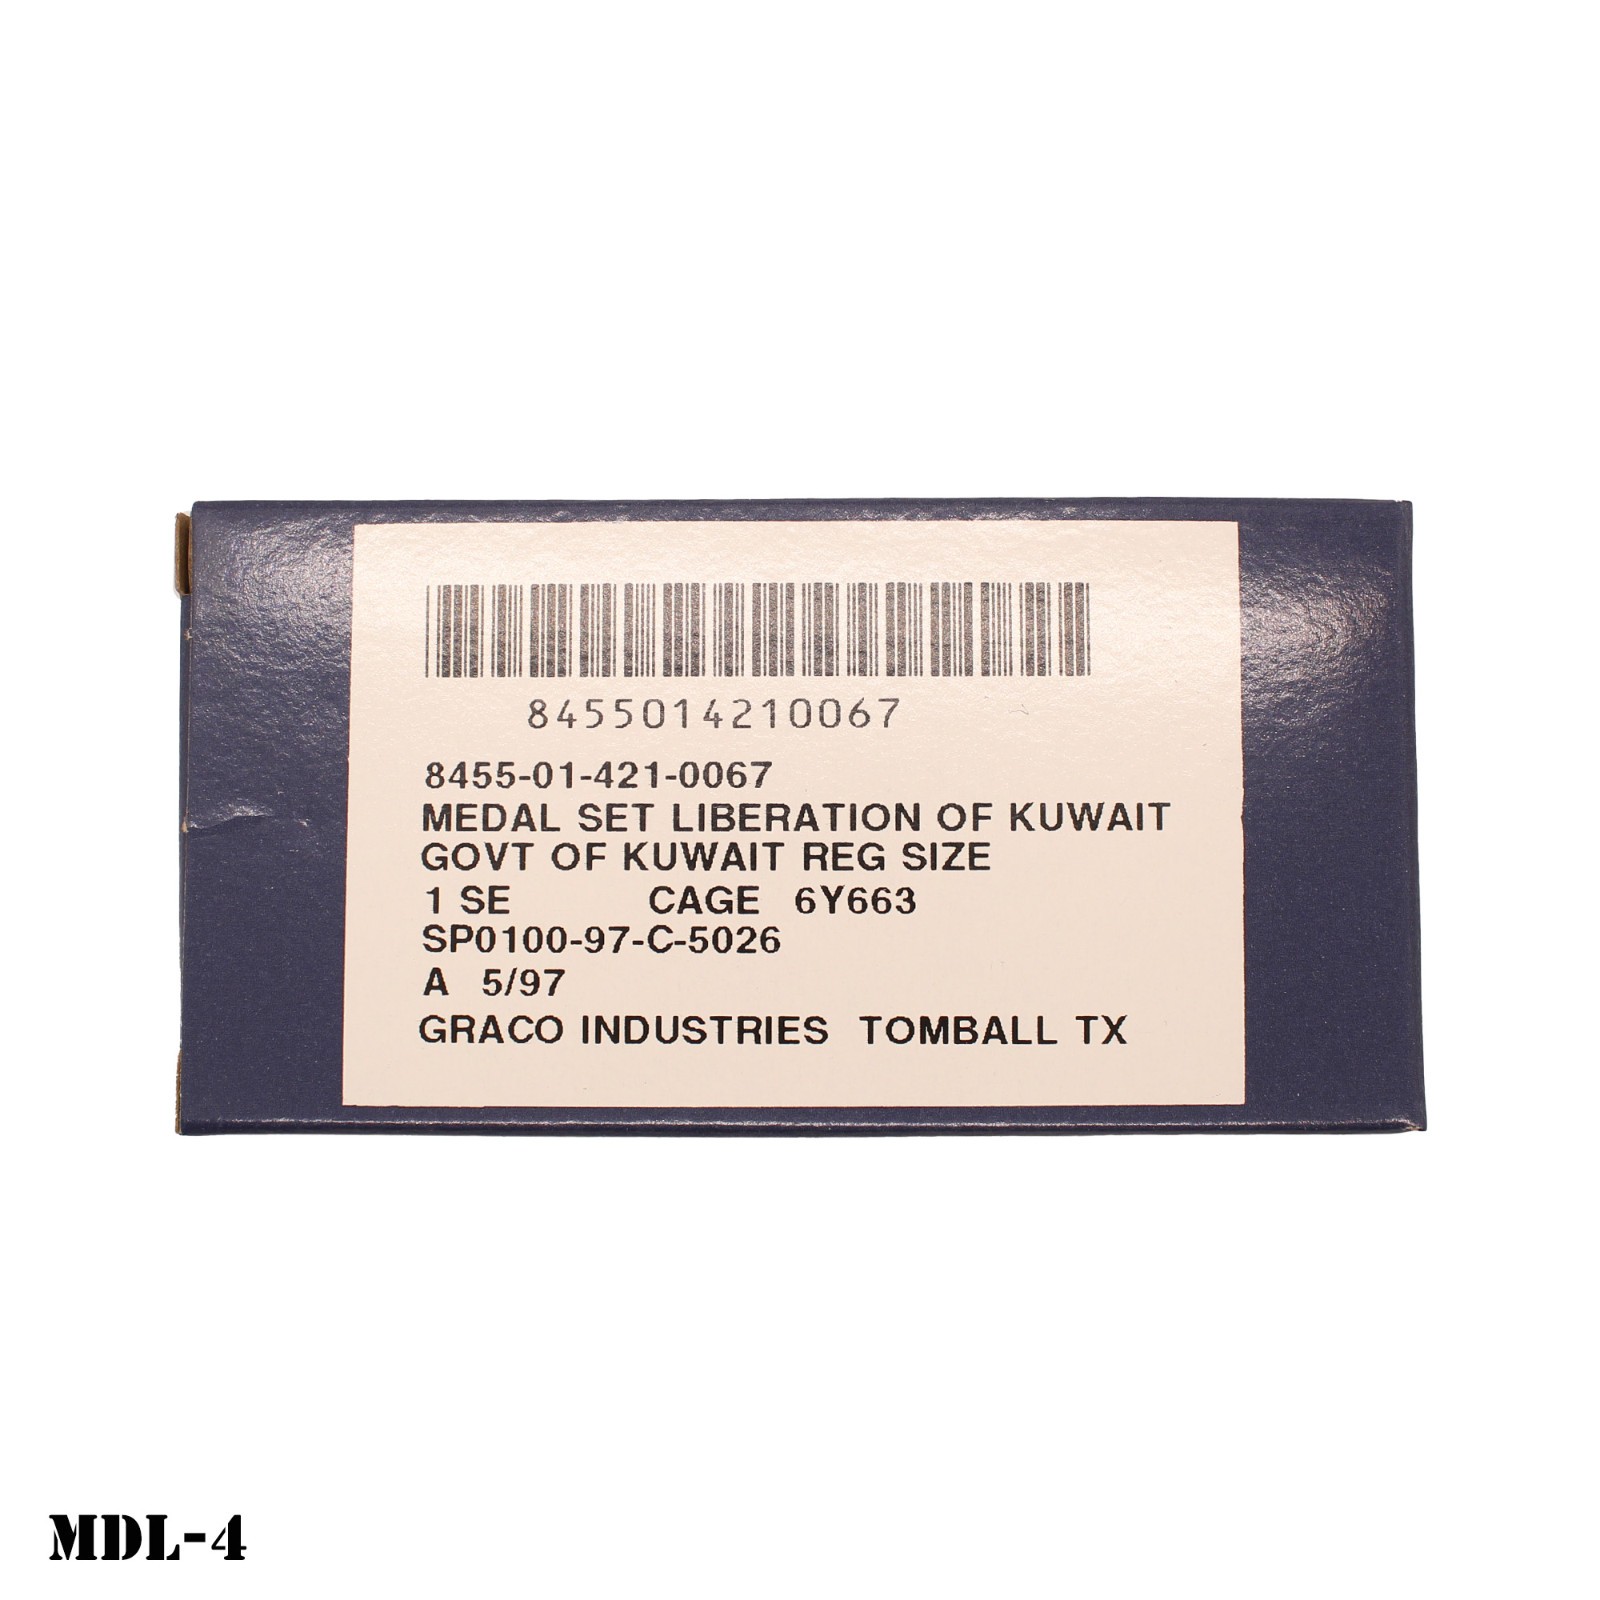 8455014210067
8455-01-421-0067
MEDAL SET LIBERATION OF KUWAIT
GOVT OF KUWAIT REG SIZE
1 SE CAGE 6Y663
SP0100-97-C-5026
A 5/97
GRACO INDUSTRIES TOMBALL TX
MDL-4